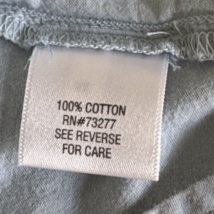 100% COTTON
RN#73277
SEE REVERSE
FOR CARE